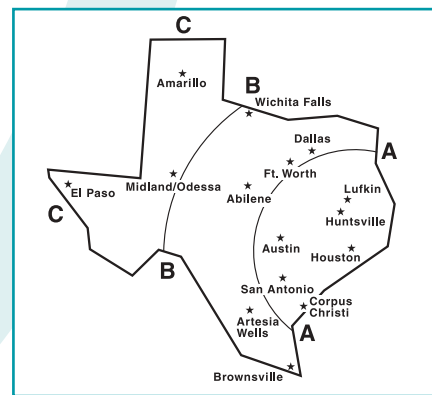 C
Amarillo
B
Wichita Falls
Dallas
A
Ft. Worth
Midland/Odessa
El Paso
Abilene
Lufkin
Huntsville
C
Austin
Houston
B
San Antonio
Corpus
Christi
Artesia
Wells
A
Brownsville